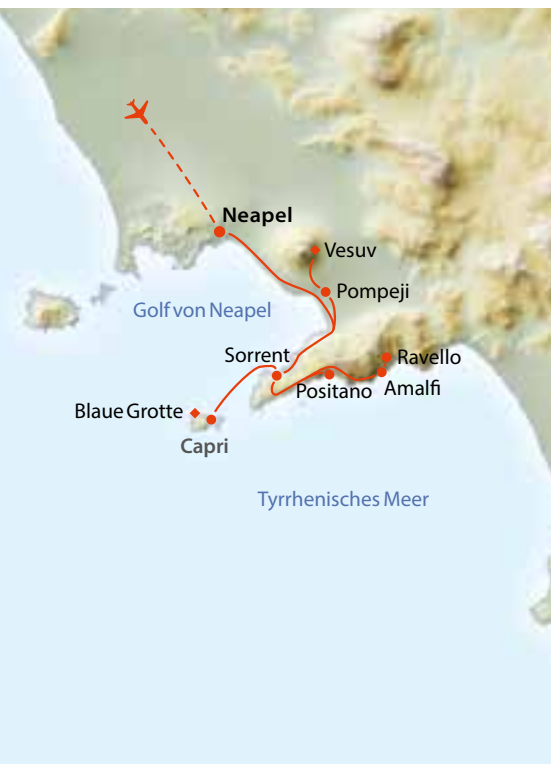 Neapel
Vesuv
Pompeji
Golf von Neapel
Sorrent
Ravello
Positano
Amalfi
Blaue Grotte
Capri
Tyrrhenisches Meer